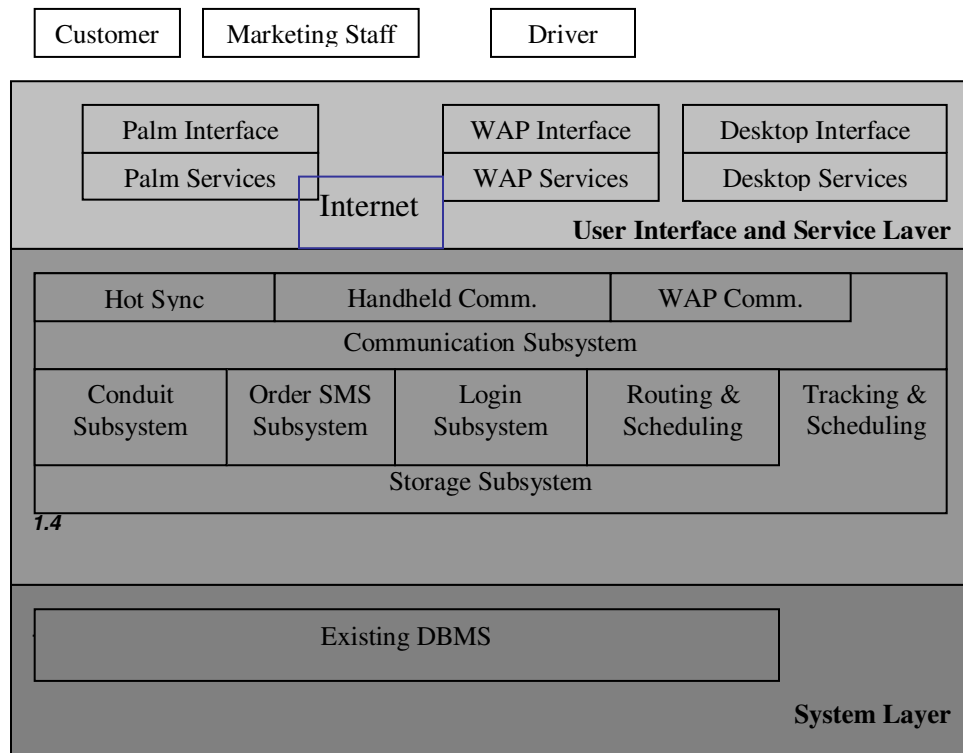 Customer
Marketing Staff
Driver
Palm Interface
WAP Interface
Desktop Interface
Palm Services
WAP Services
Desktop Services
Internet
User Interface and Service Layer
Hot Sync
Handheld Comm.
WAP Comm.
Communication Subsystem
Conduit
Subsystem
Order SMS
Subsystem
Login
Subsystem
Routing &
Scheduling
Tracking &
Scheduling
Storage Subsystem
1.4
Existing DBMS
System Layer